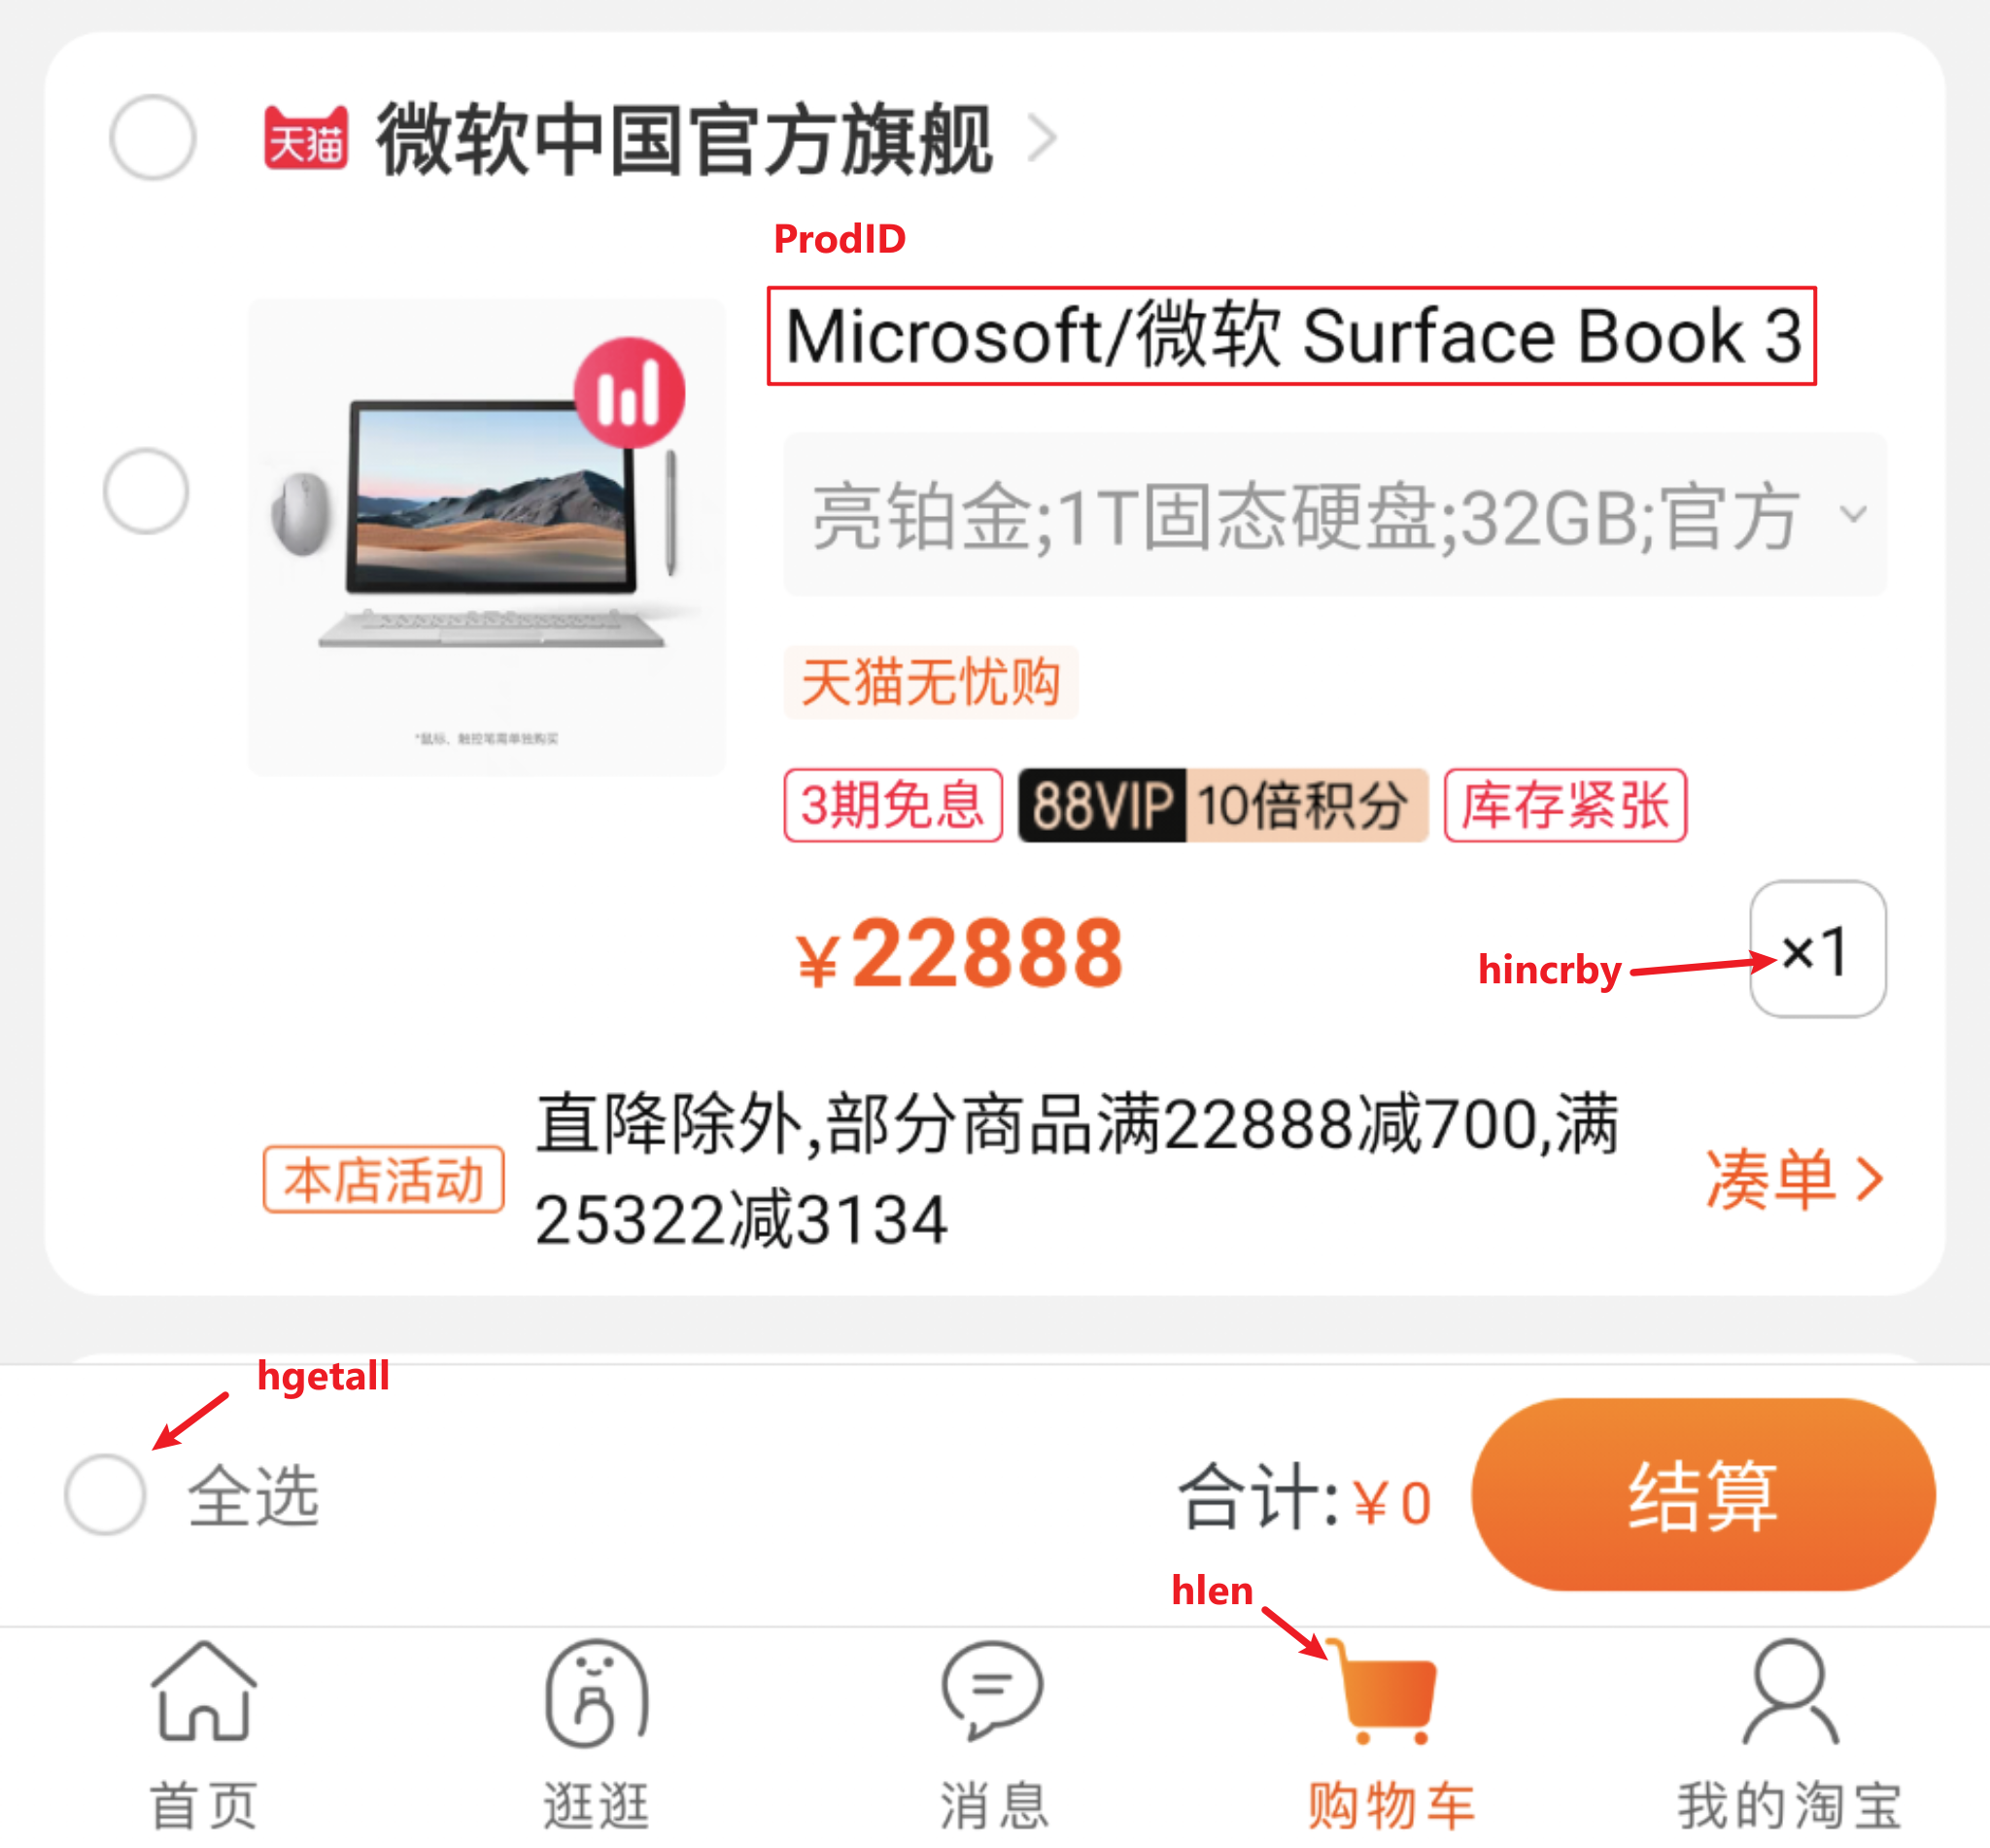 天猫 微软中国官方旗舰
ProdID
Microsoft/微软 Surface Book 3
亮铂金;1T固态硬盘;32GB;官方
天猫无忧购
*鼠标、触控笔需单独购买
3期免息 88VIP 10倍积分 库存紧张
¥22888
hincrby
×1
本店活动
直降除外,部分商品满22888减700,满
25322减3134
凑单
hgetall
全选
合计:¥0
结算
hlen
首页 逛逛 消息 购物车 我的淘宝